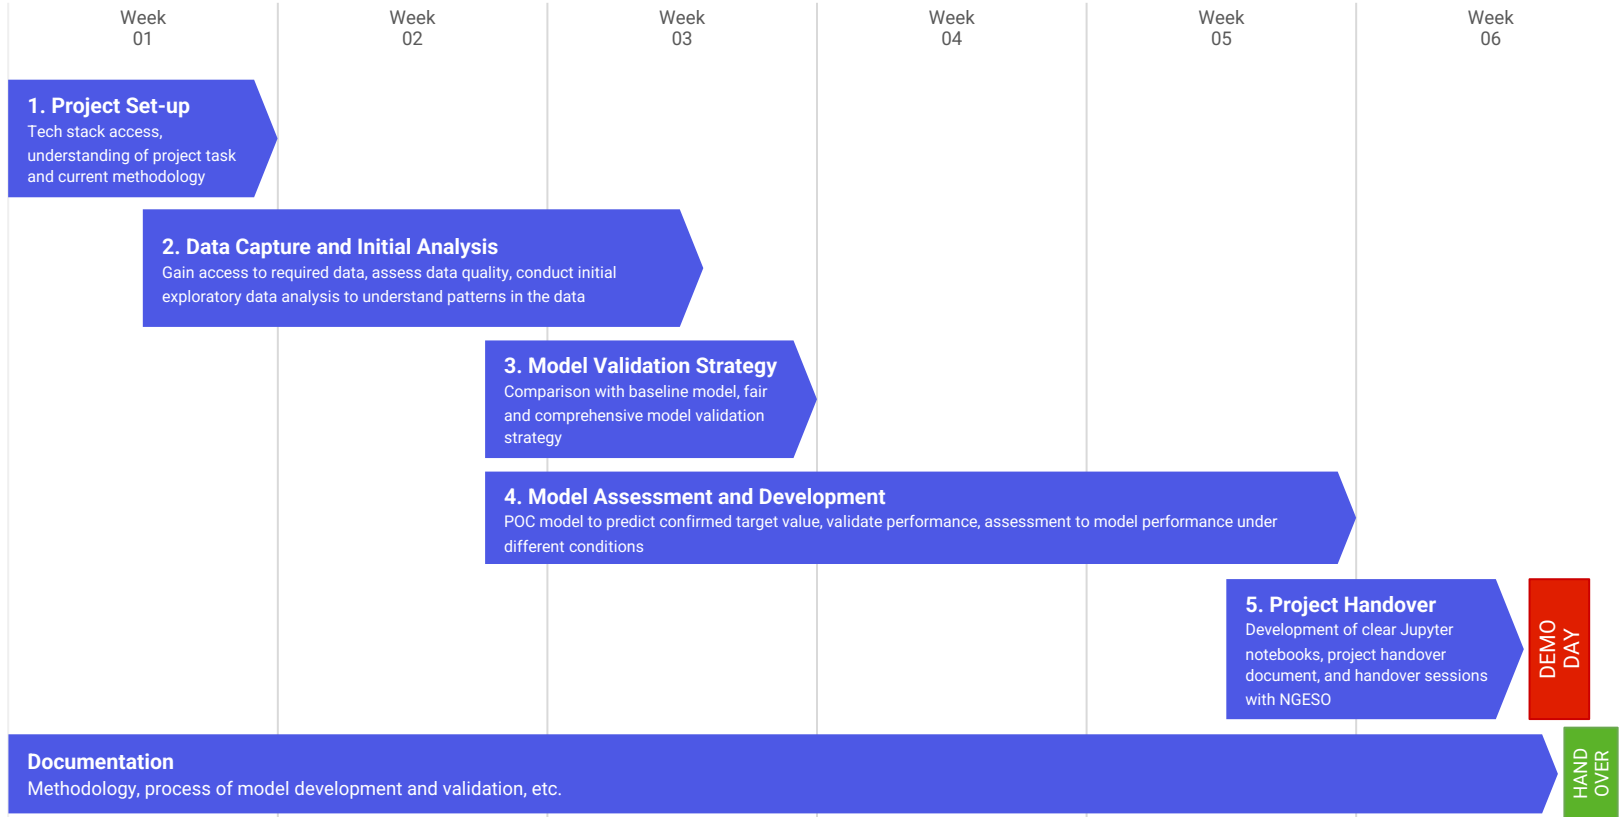 Week
01
Week
02
Week
03
Week
04
Week
05
Week
06
1. Project Set-up
Tech stack access,
understanding of project task
and current methodology
2. Data Capture and Initial Analysis
Gain access to required data, assess data quality, conduct initial
exploratory data analysis to understand patterns in the data
3. Model Validation Strategy
Comparison with baseline model, fair
and comprehensive model validation
strategy
4. Model Assessment and Development
POC model to predict confirmed target value, validate performance, assessment to model performance under
different conditions
5. Project Handover
Development of clear Jupyter
notebooks, project handover
document, and handover sessions
with NGESO
DEMO
DAY
Documentation
Methodology, process of model development and validation, etc.
HAND
OVER